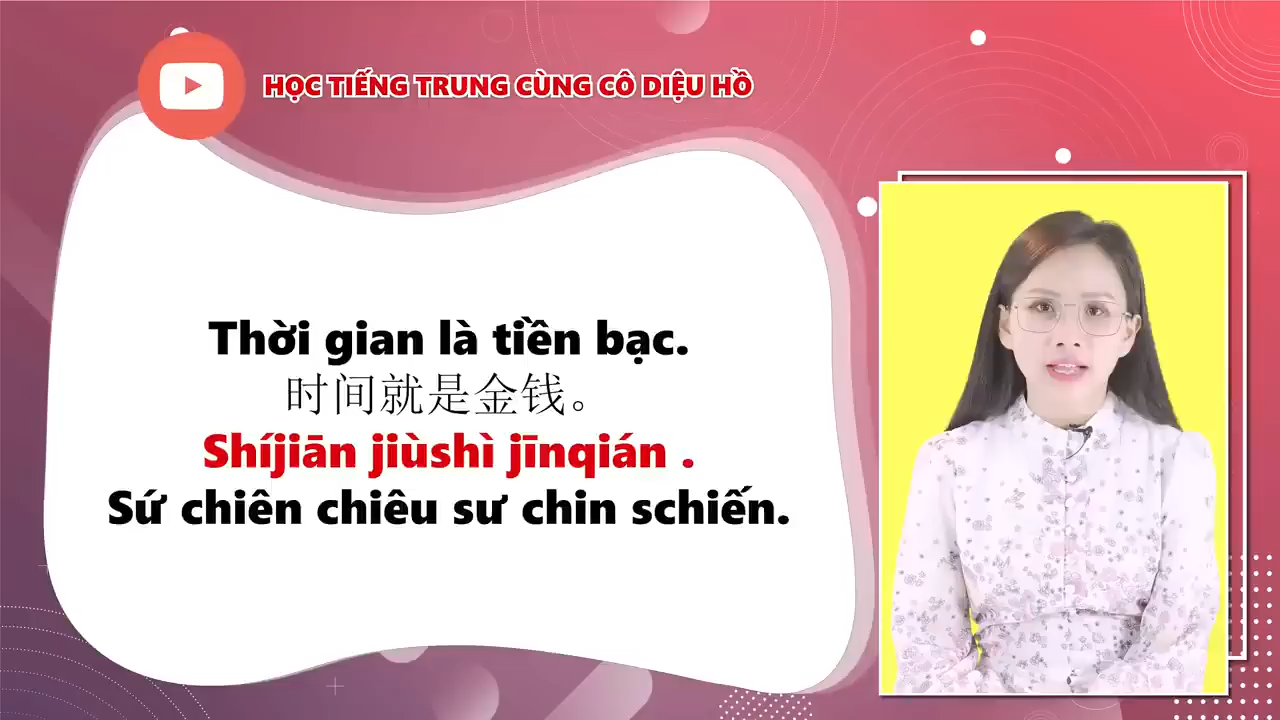 HỌC TIẾNG TRUNG CÙNG CÔ DIỆU HỒ
Thời gian là tiền bạc.
时间就是金钱。
Shíjiān jiùshì jīnqián .
Sứ chiên chiêu sư chin schiến.